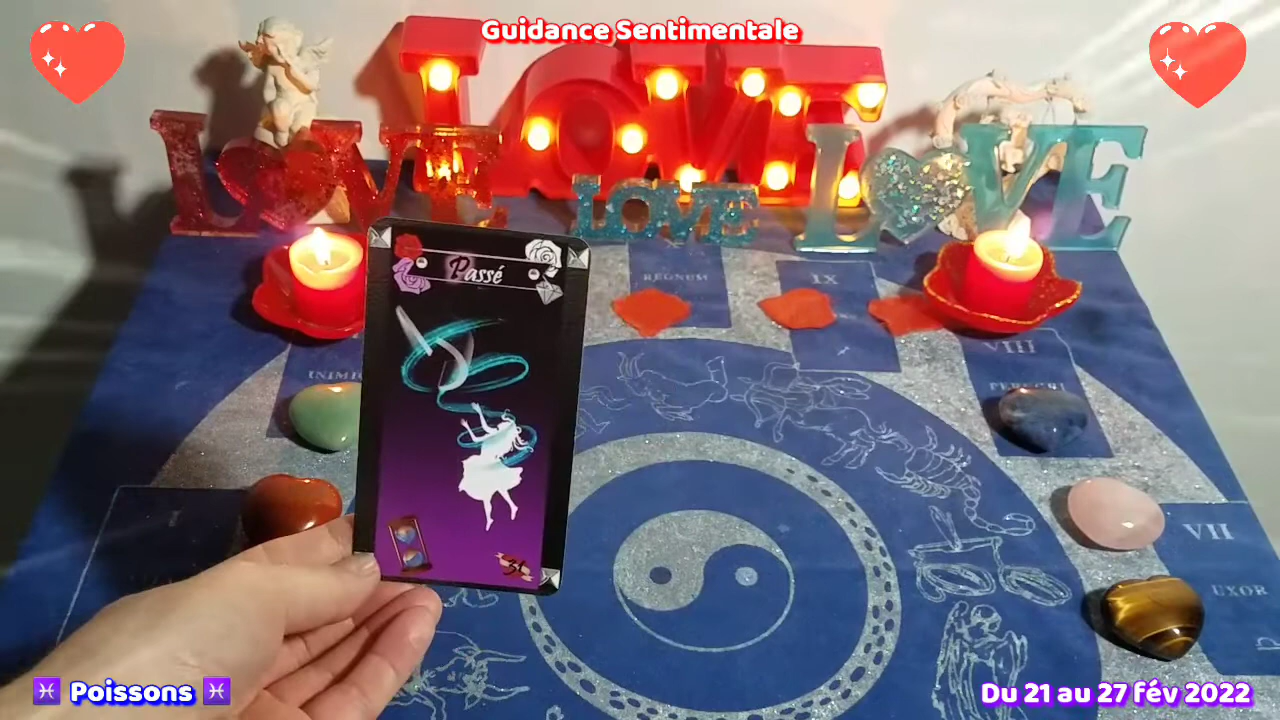 Guidance Sentimentale
LOVE
LOVE
LOVE
LOVE
Passé
REGNUM
IX
VIII
VII
UXOR
31
♓ Poissons ♓
Du 21 au 27 fév 2022